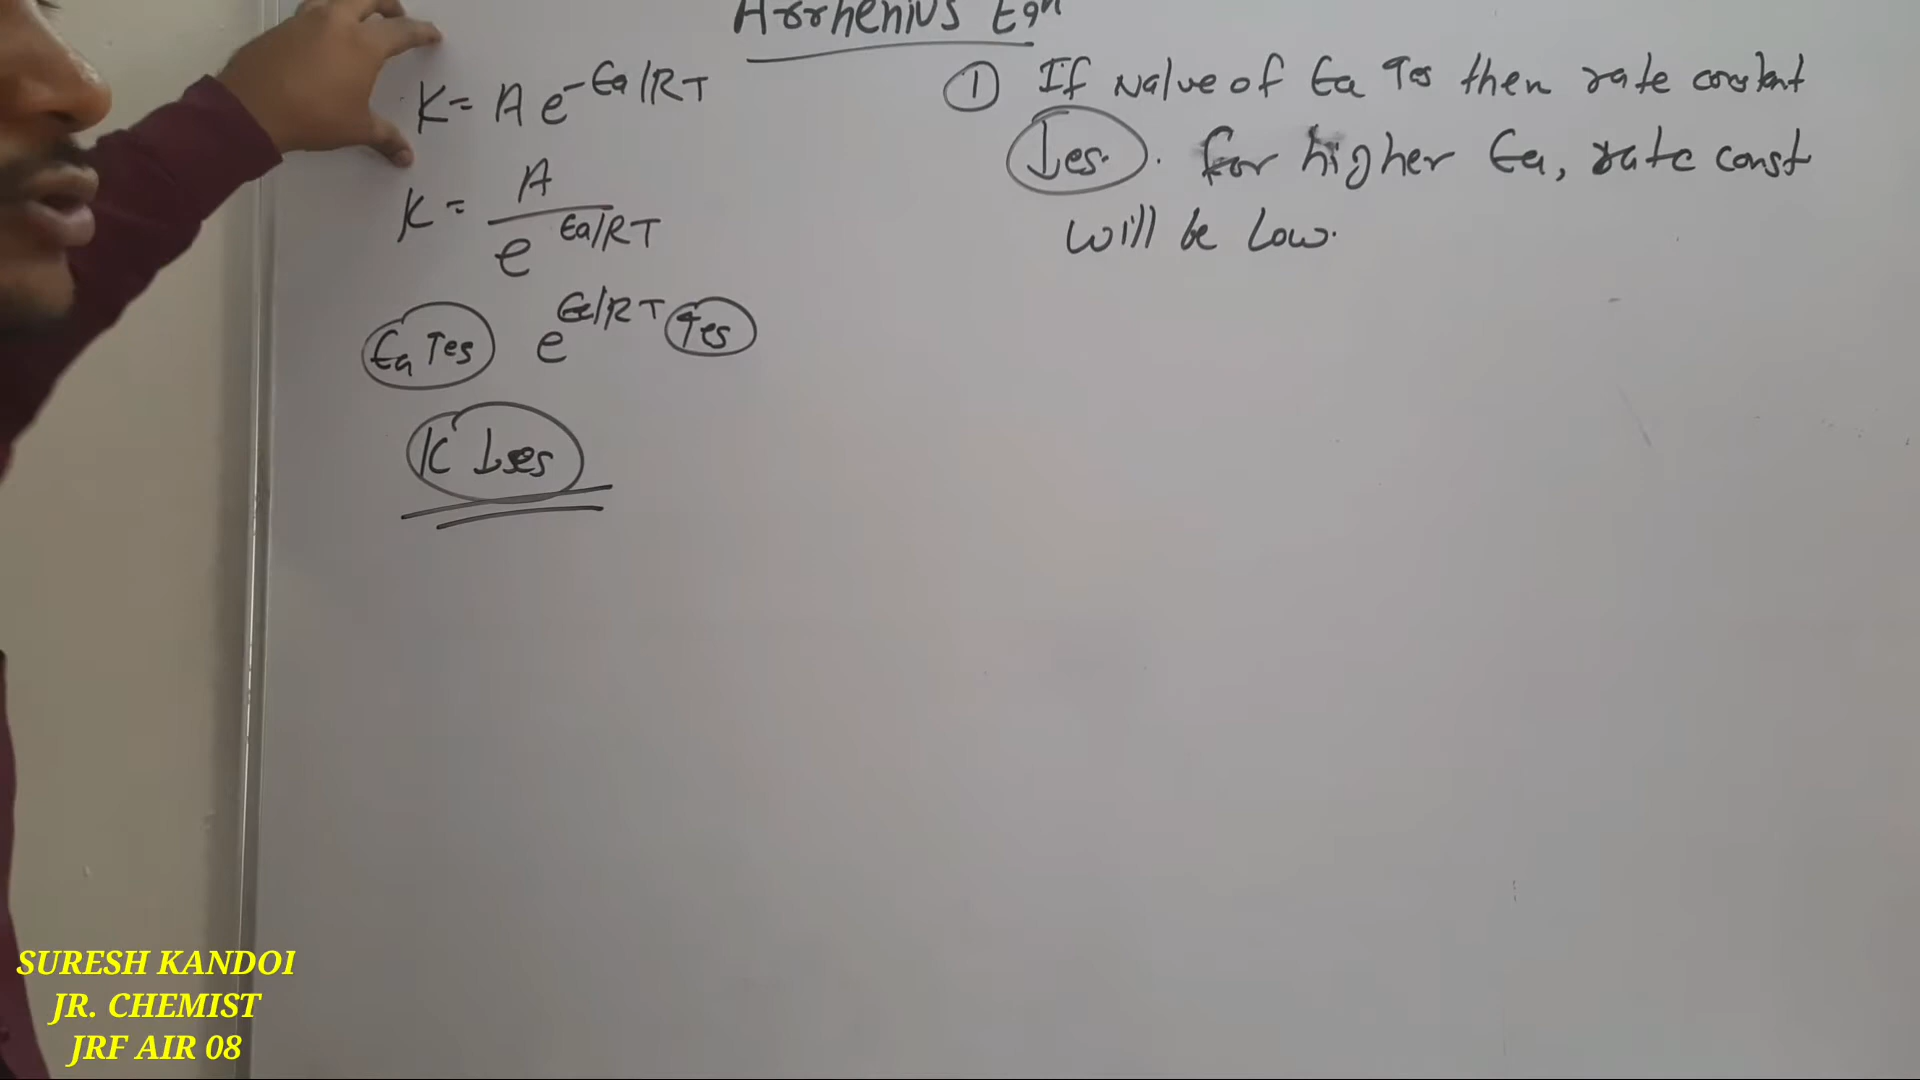 Arrhenius Eqn
K = A e^-Ea/RT
K = A / e^Ea/RT
Ea ↑es e^Ea/RT ↑es
K ↓ses
① If value of Ea ↑es then rate constant
↓es. for higher Ea, rate const
will be low.
SURESH KANDOI
JR. CHEMIST
JRF AIR 08